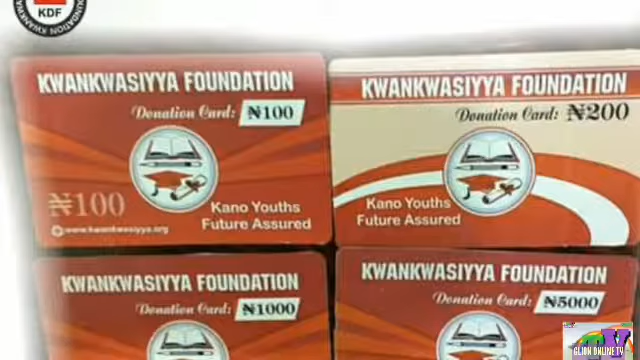 KDF
KWANKWASIYYA FOUNDATION
Donation Card: ₦100
₦100
Kano Youths
Future Assured
www.kwankwasiyya.org
KWANKWASIYYA FOUNDATION
Donation Card: ₦200
Kano Youths
Future Assured
KWANKWASIYYA FOUNDATION
Donation Card: ₦1000
KWANKWASIYYA FOUNDATION
Donation Card: ₦5000
GLION ONLINE TV